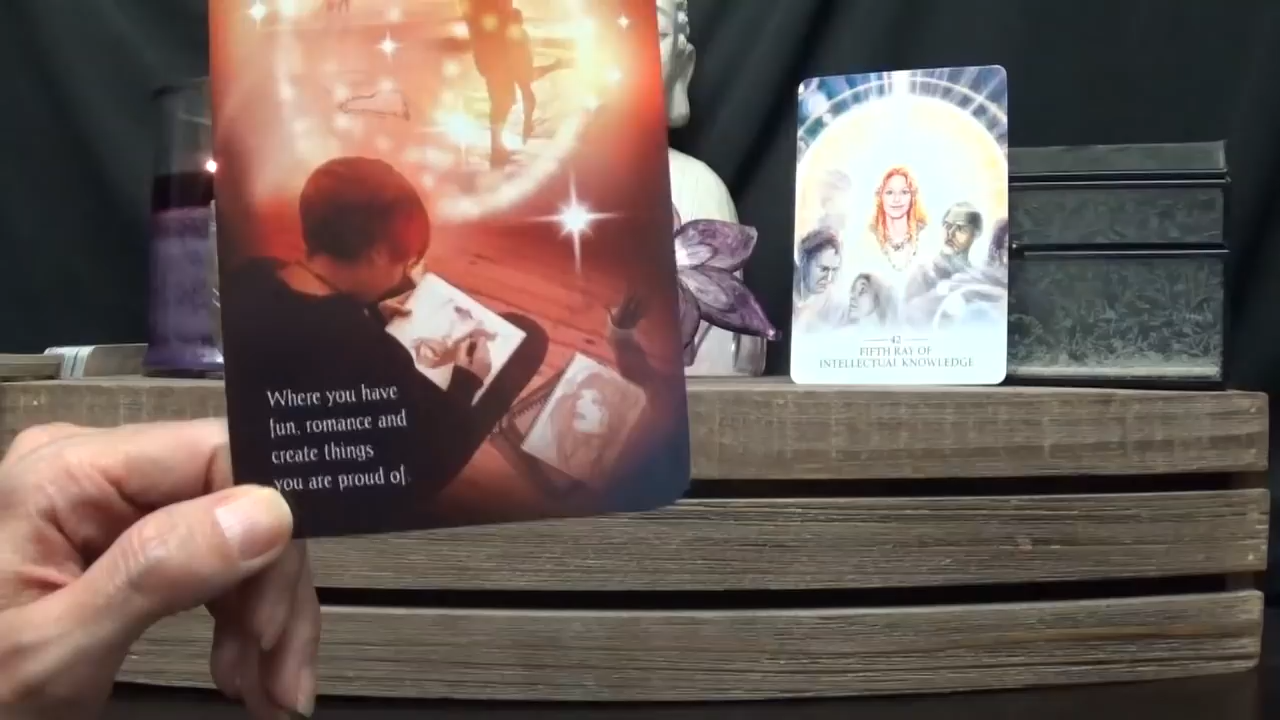 Where you have
fun, romance and
create things
you are proud of.
42
FIFTH RAY OF
INTELLECTUAL KNOWLEDGE